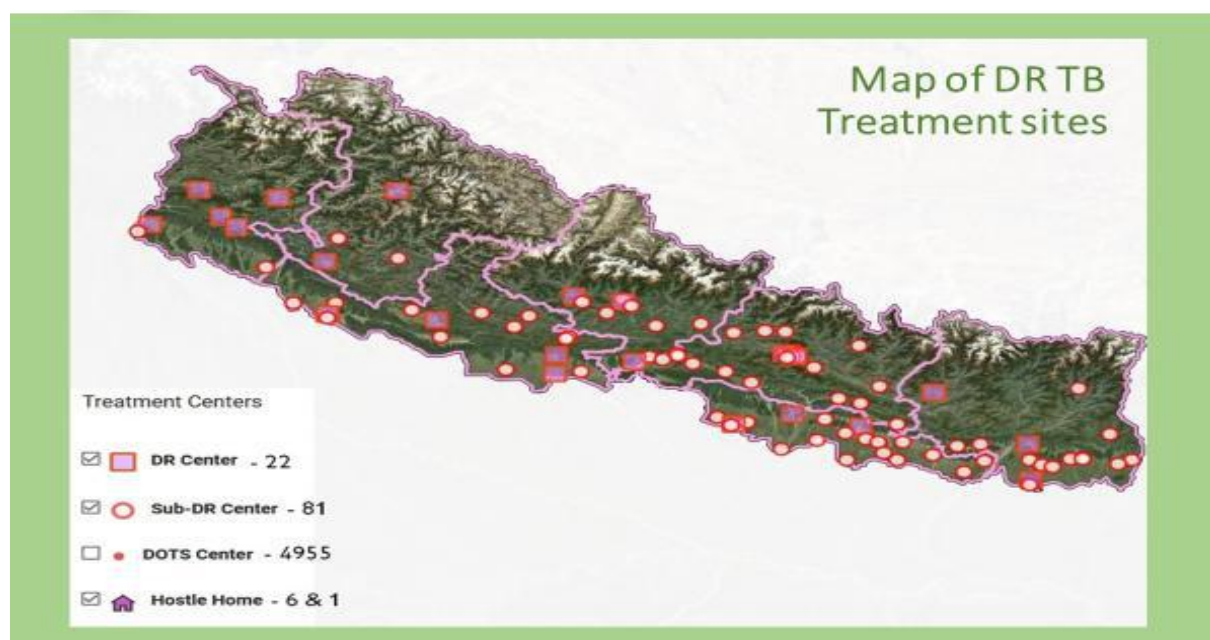 Map of DR TB
Treatment sites
Treatment Centers
DR Center - 22
Sub-DR Center - 81
DOTS Center - 4955
Hostle Home - 6 & 1